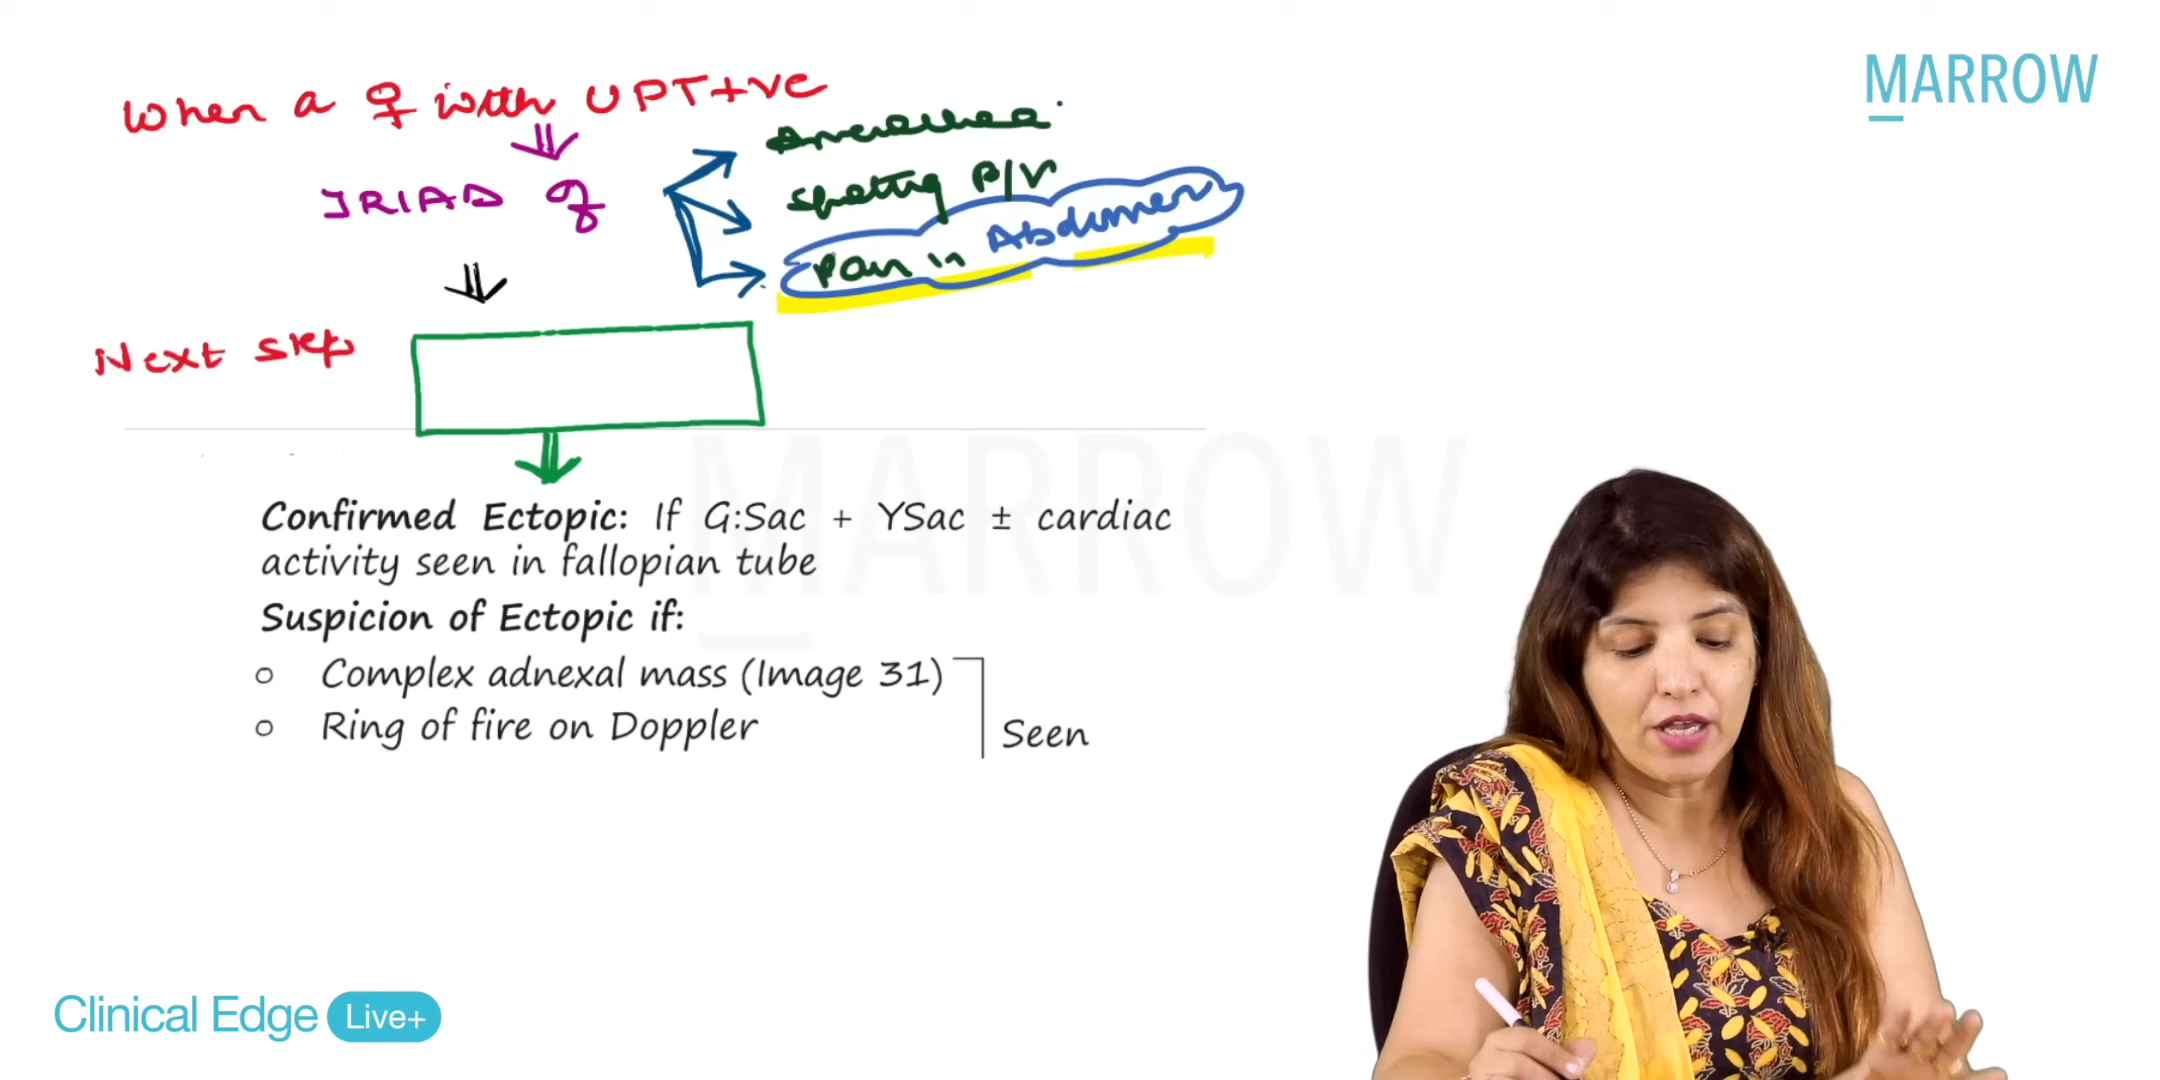 MARROW
When a ♀ with UPT+ve
TRIAD of
Amenorrhea
Spotting P/V
Pain in Abdomen
Next step
Confirmed Ectopic: If G:Sac + YSac ± cardiac
activity seen in fallopian tube
Suspicion of Ectopic if:
o Complex adnexal mass (Image 31)
o Ring of fire on Doppler
Seen
MARROW
Clinical Edge Live+